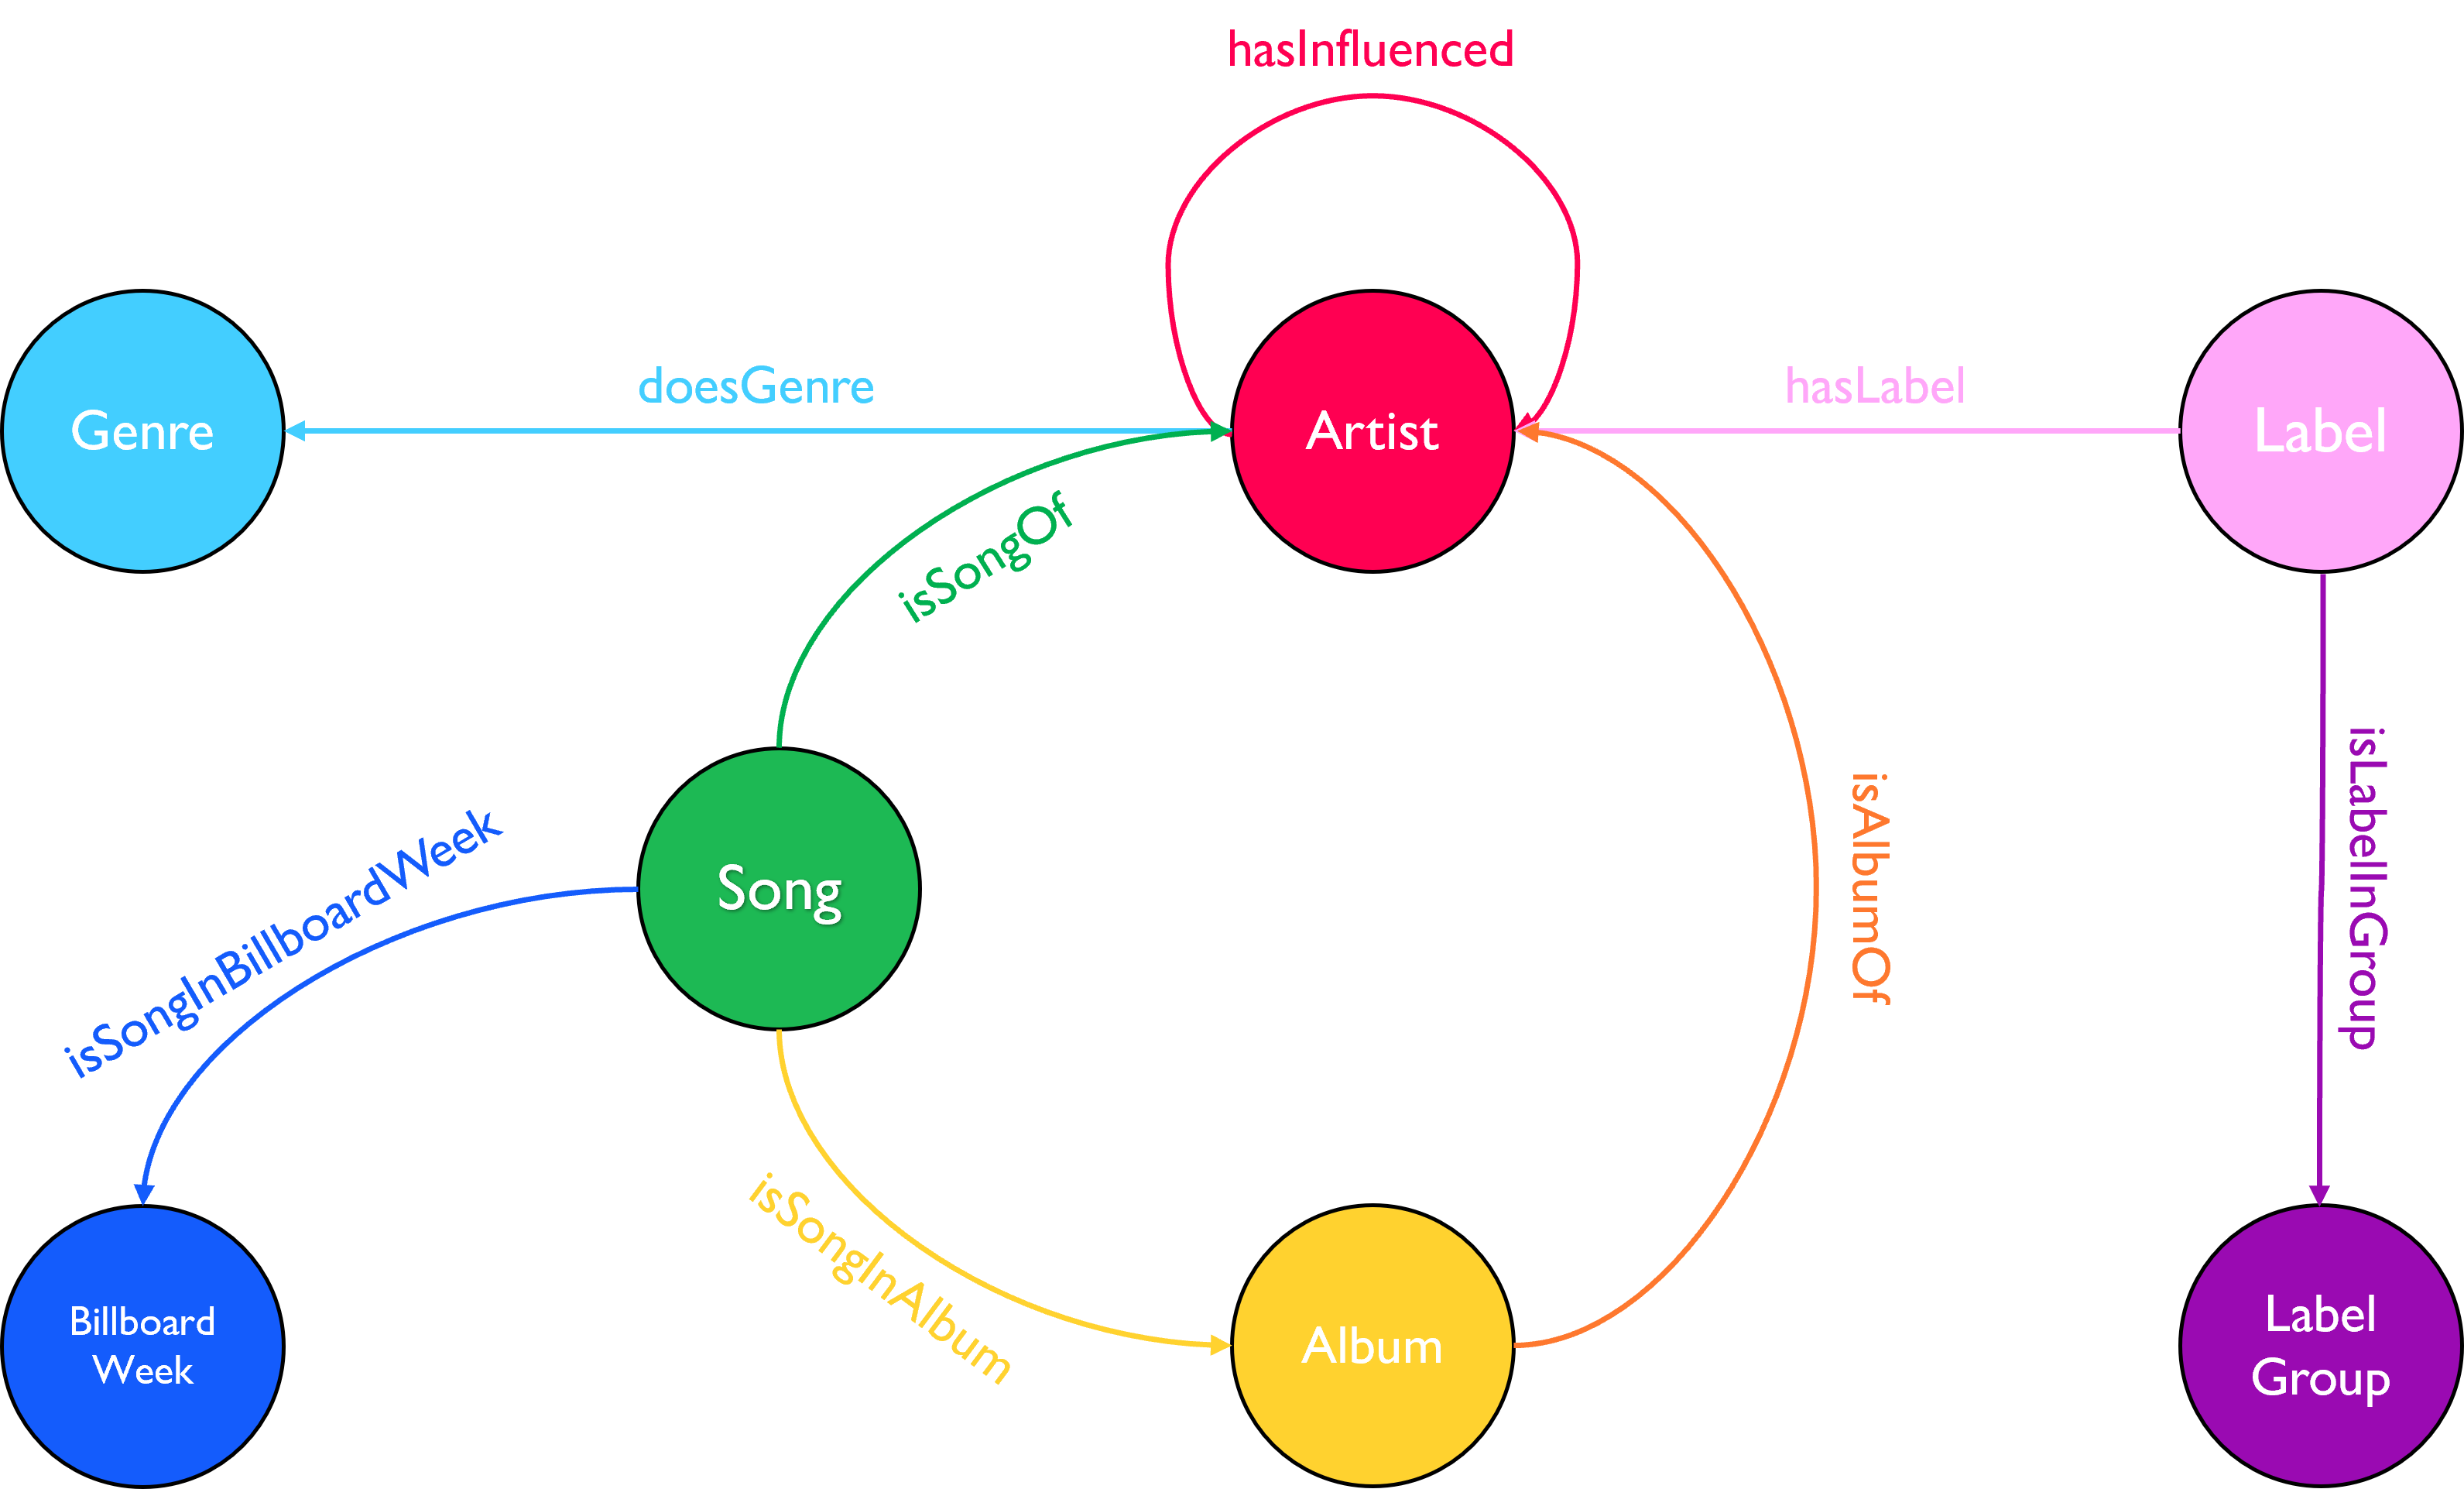 hasInfluenced
doesGenre
hasLabel
Genre
Artist
Label
isSongOf
isSongInBillboardWeek
Song
isAlbumOf
isLabelInGroup
isSongInAlbum
Billboard
Week
Album
Label
Group